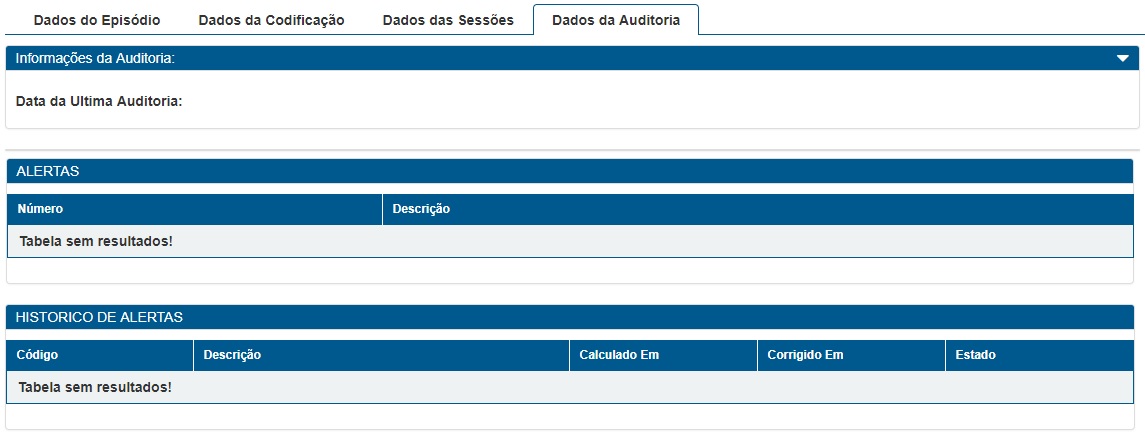 Dados do Episódio Dados da Codificação Dados das Sessões Dados da Auditoria
Informações da Auditoria:
Data da Ultima Auditoria:
ALERTAS
Número Descrição
Tabela sem resultados!
HISTORICO DE ALERTAS
Código Descrição Calculado Em Corrigido Em Estado
Tabela sem resultados!